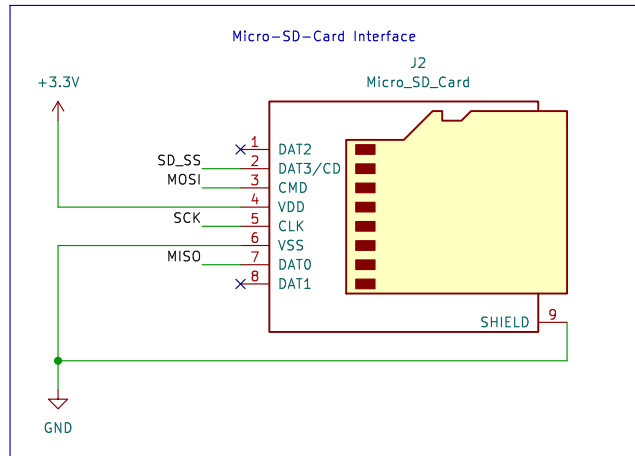 Micro-SD-Card Interface
J2
Micro_SD_Card
+3.3V
1 DAT2
SD_SS 2 DAT3/CD
MOSI 3 CMD
4 VDD
SCK 5 CLK
6 VSS
MISO 7 DAT0
8 DAT1
SHIELD 9
GND